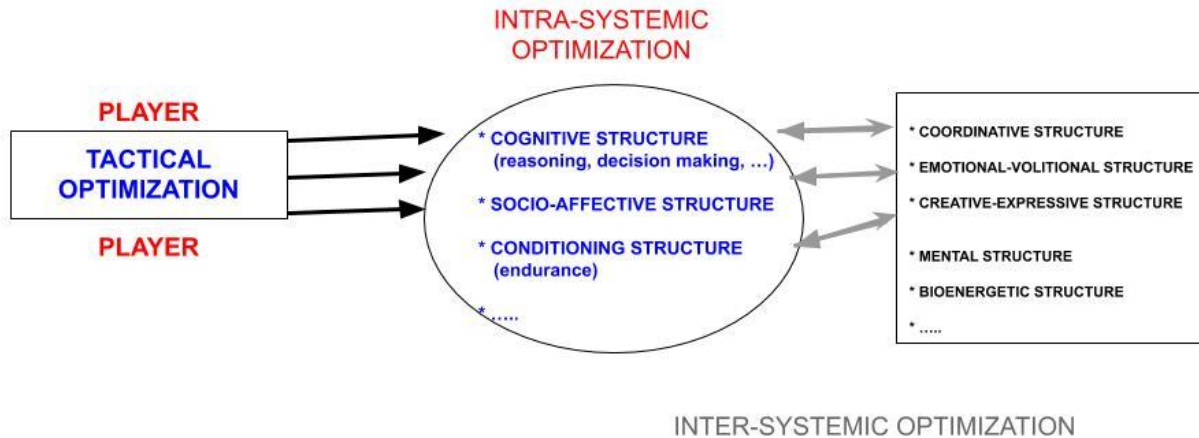 INTRA-SYSTEMIC
OPTIMIZATION
PLAYER
TACTICAL
OPTIMIZATION
PLAYER
* COGNITIVE STRUCTURE
(reasoning, decision making, ...)
* SOCIO-AFFECTIVE STRUCTURE
* CONDITIONING STRUCTURE
(endurance)
* .....
* COORDINATIVE STRUCTURE
* EMOTIONAL-VOLITIONAL STRUCTURE
* CREATIVE-EXPRESSIVE STRUCTURE
* MENTAL STRUCTURE
* BIOENERGETIC STRUCTURE
* .....
INTER-SYSTEMIC OPTIMIZATION